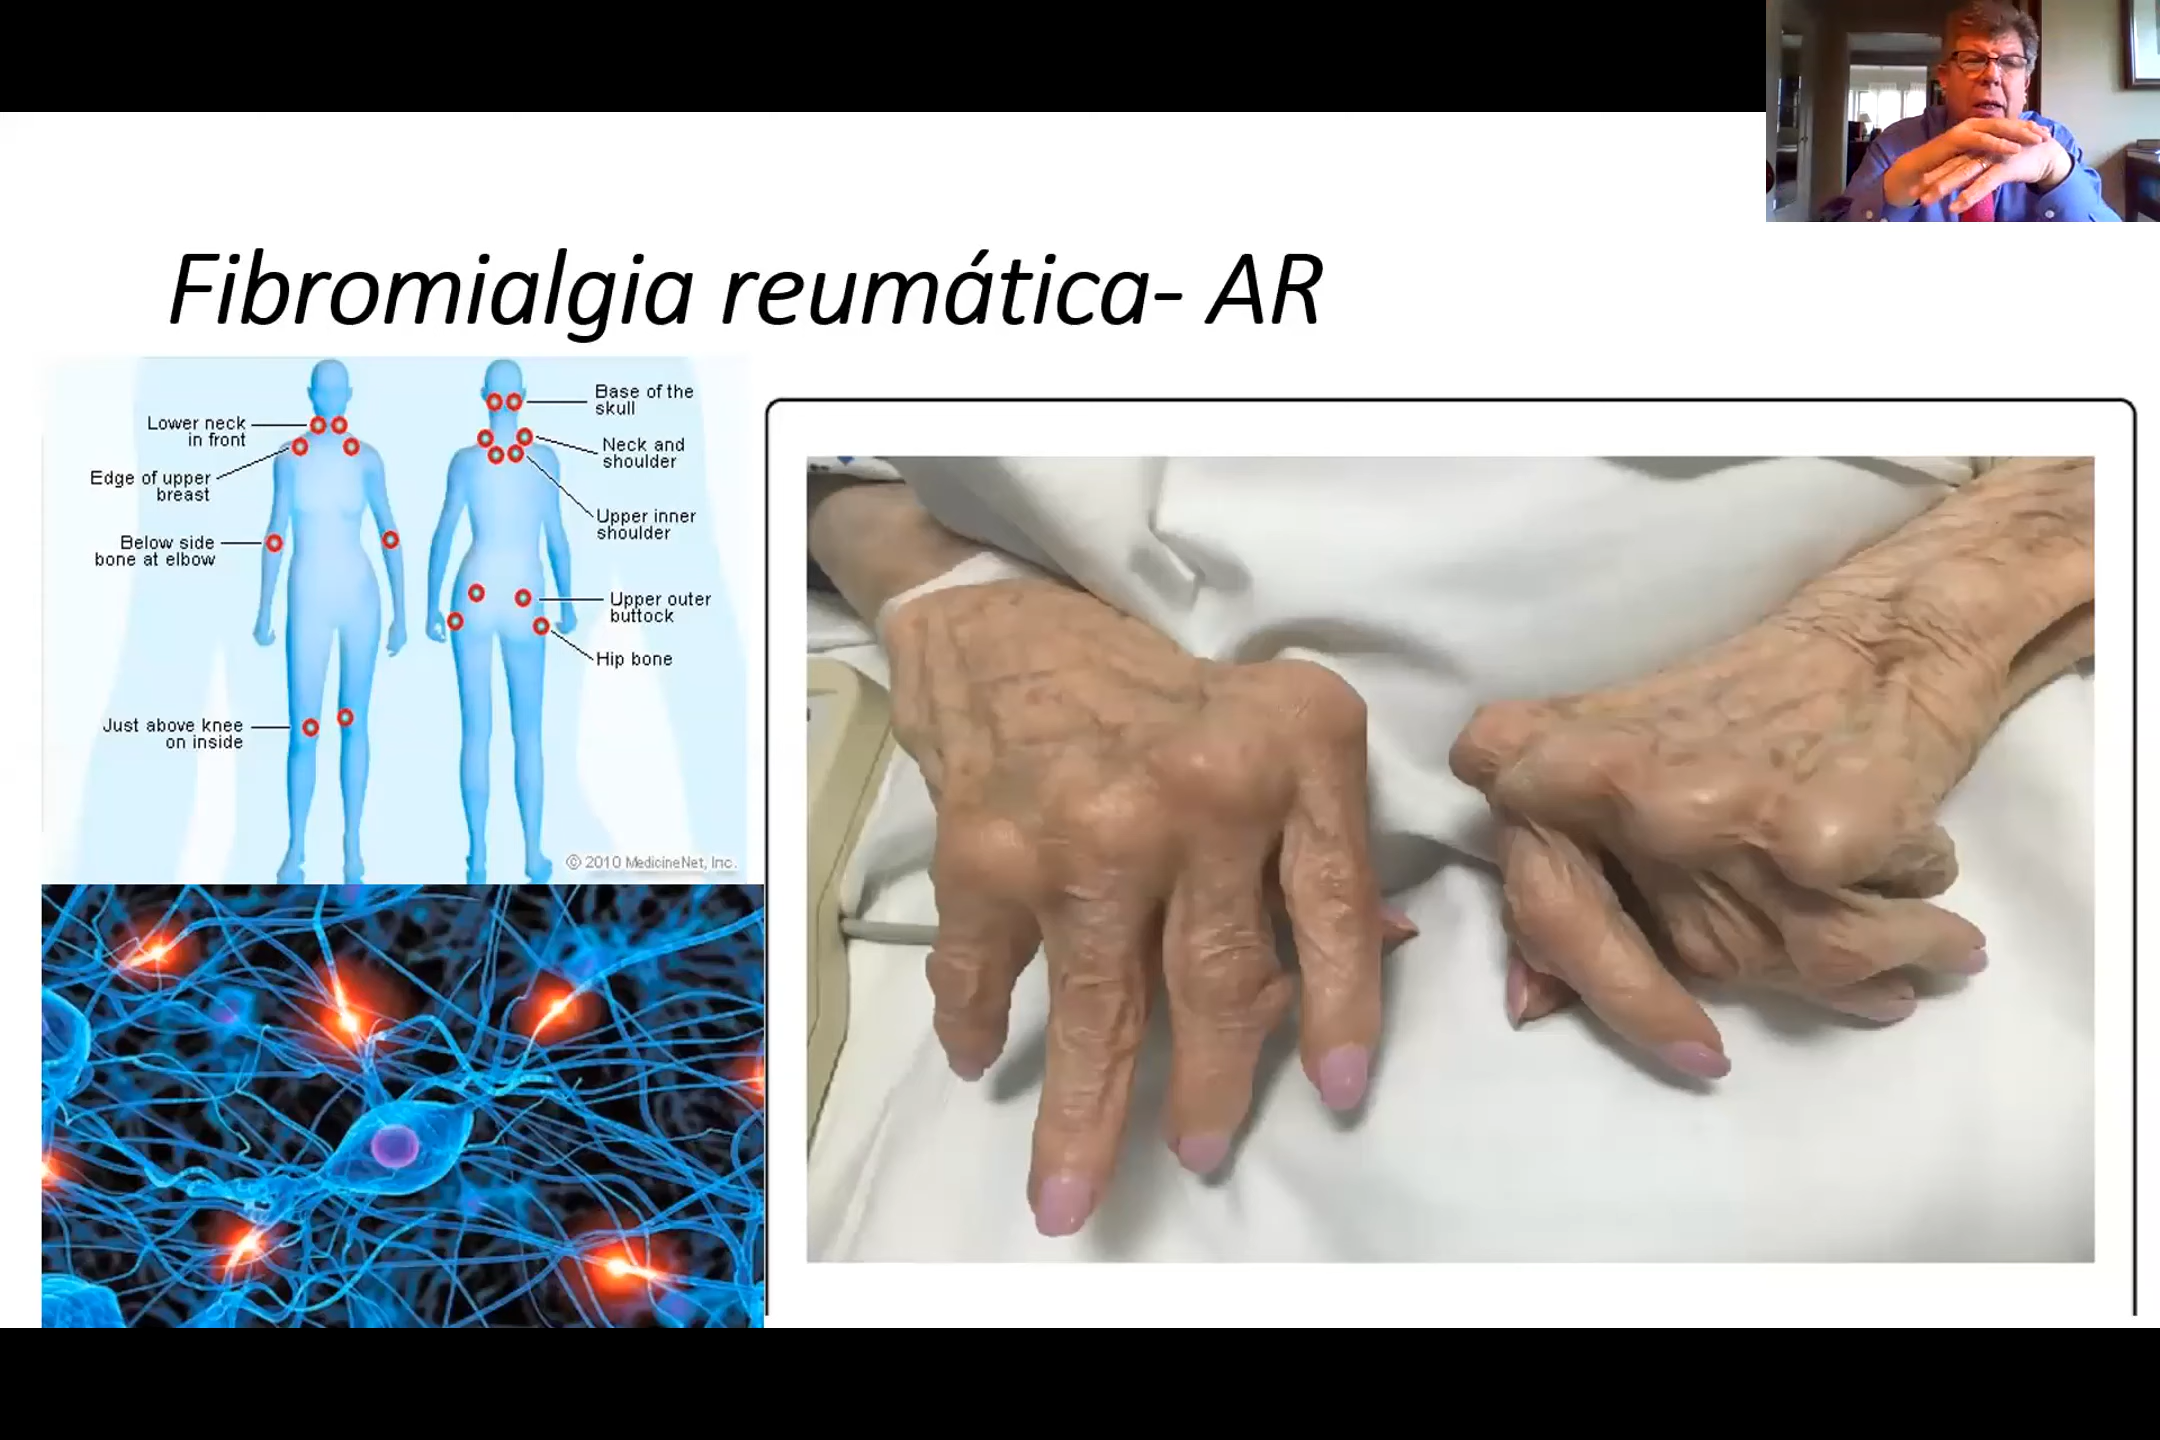 Fibromialgia reumática- AR
Lower neck
in front
Edge of upper
breast
Below side
bone at elbow
Just above knee
on inside
Base of the
skull
Neck and
shoulder
Upper inner
shoulder
Upper outer
buttock
Hip bone
© 2010 MedicineNet, Inc.